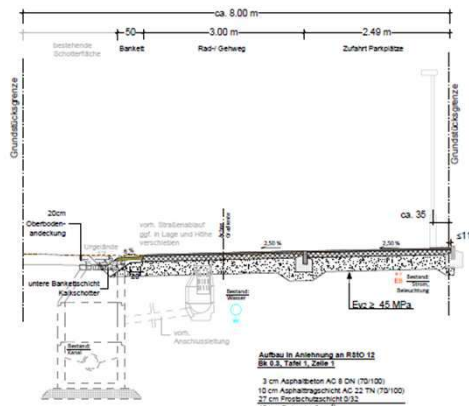 ca. 8.00 m
50
3.00 m
2.49 m
bestehende
Schotterfläche
Bankett
Rad-/ Gehweg
Zufahrt Parkplätze
Grundstücksgrenze
Grundstücksgrenze
20cm
Oberboden-
andeckung
Urgelände
vorh. Straßenablauf
ggf. in Lage und Höhe
verschieben
Achse
Gradiente
ca. 35
2,50 %
2,50 %
untere Bankettschicht
Kalkschotter
Bestand:
Wasser
Bestand:
Strom,
Beleuchtung
EV2 ≥ 45 MPa
vorh.
Anschlussleitung
Bestand:
Kanal
Aufbau in Anlehnung an RStO 12
Bk 0.3, Tafel 1, Zeile 1
3 cm Asphaltbeton AC 8 DN (70/100)
10 cm Asphalttragschicht AC 22 TN (70/100)
27 cm Frostschutzschicht 0/32